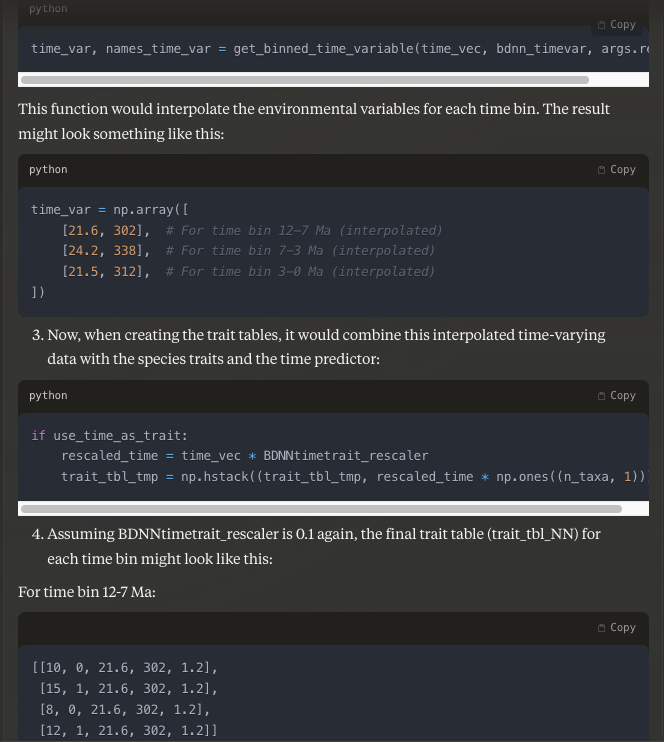 python
Copy
time_var, names_time_var = get_binned_time_variable(time_vec, bdnn_timevar, args.re
This function would interpolate the environmental variables for each time bin. The result
might look something like this:
python Copy
time_var = np.array([
[21.6, 302], # For time bin 12-7 Ma (interpolated)
[24.2, 338], # For time bin 7-3 Ma (interpolated)
[21.5, 312], # For time bin 3-0 Ma (interpolated)
])
3. Now, when creating the trait tables, it would combine this interpolated time-varying
data with the species traits and the time predictor:
python Copy
if use_time_as_trait:
rescaled_time = time_vec * BDNNtimetrait_rescaler
trait_tbl_tmp = np.hstack((trait_tbl_tmp, rescaled_time * np.ones((n_taxa, 1))
4. Assuming BDNNtimetrait_rescaler is 0.1 again, the final trait table (trait_tbl_NN) for
each time bin might look like this:
For time bin 12-7 Ma:
Copy
[[10, 0, 21.6, 302, 1.2],
[15, 1, 21.6, 302, 1.2],
[8, 0, 21.6, 302, 1.2],
[12, 1, 21.6, 302, 1.2]]